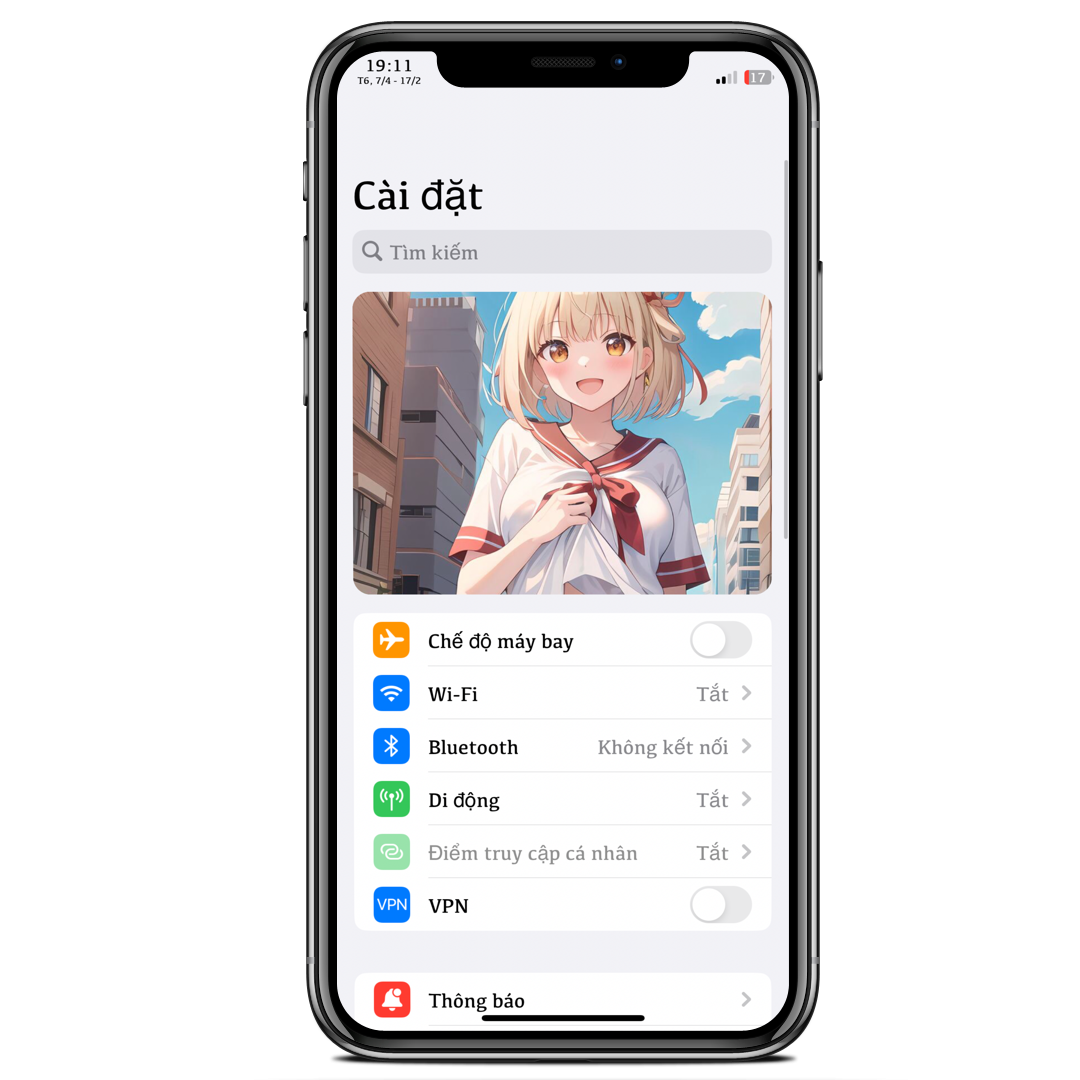 19:11
T6, 7/4 - 17/2
17
Cài đặt
Tìm kiếm
Chế độ máy bay
Wi-Fi Tắt
Bluetooth Không kết nối
Di động Tắt
Điểm truy cập cá nhân Tắt
VPN VPN
Thông báo